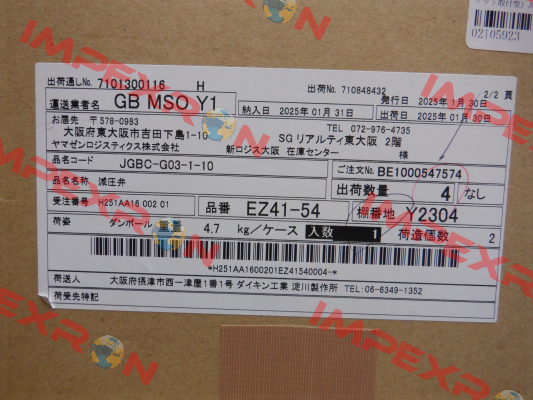 ケット取付型) JM
02105923
出荷通しNo. 7101300116 H
出荷No. 710848432
2/2 頁
運送業者名 GB MSO Y1
発行日 2025年 1月 30日
納入日 2025年 01月 31日
出荷日 2025年 01月 30日
お届先 〒578-0983
TEL 072-976-4735
大阪府東大阪市吉田下島1-10
SGリアルティ東大阪 2階
ヤマゼンロジスティクス株式会社
新ロジス大阪 在庫センター 様
品名コード JGBC-G03-1-10
ご注文No. BE1000547574
品名名称 減圧弁
出荷数量 4 なし
受注番号 H251AA16 002 01
品番 EZ41-54
棚番地 Y2304
荷姿 ダンボール 重量 4.7 kg/ケース 入数 1 荷造個数 2
*H251AA1600201EZ41540004-*
荷送人 大阪府摂津市西一津屋1番1号 ダイキン工業 淀川製作所 TEL:06-6349-1352
荷受先特記
IMPEXRON
IMPEXRON
IMPEXRON
IMPEXRON